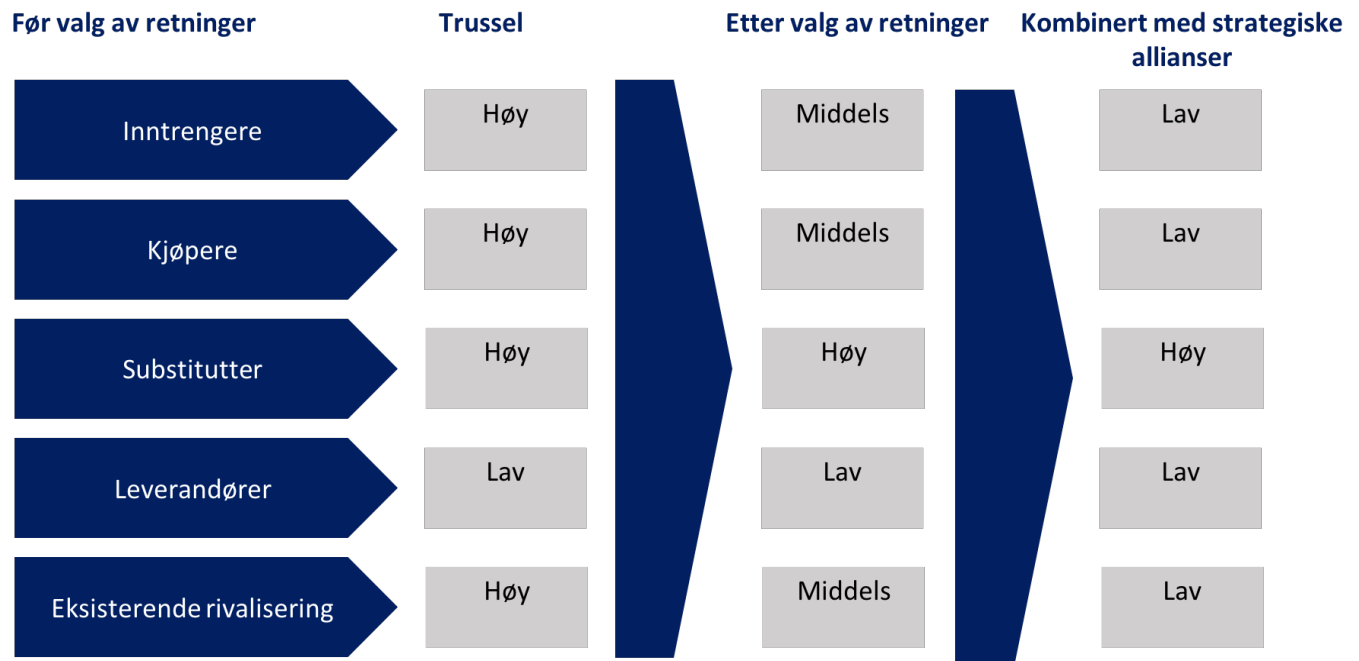 Før valg av retninger
Trussel
Etter valg av retninger
Kombinert med strategiske
allianser
Inntrengere
Høy
Middels
Lav
Kjøpere
Høy
Middels
Lav
Substitutter
Høy
Høy
Høy
Leverandører
Lav
Lav
Lav
Eksisterende rivalisering
Høy
Middels
Lav